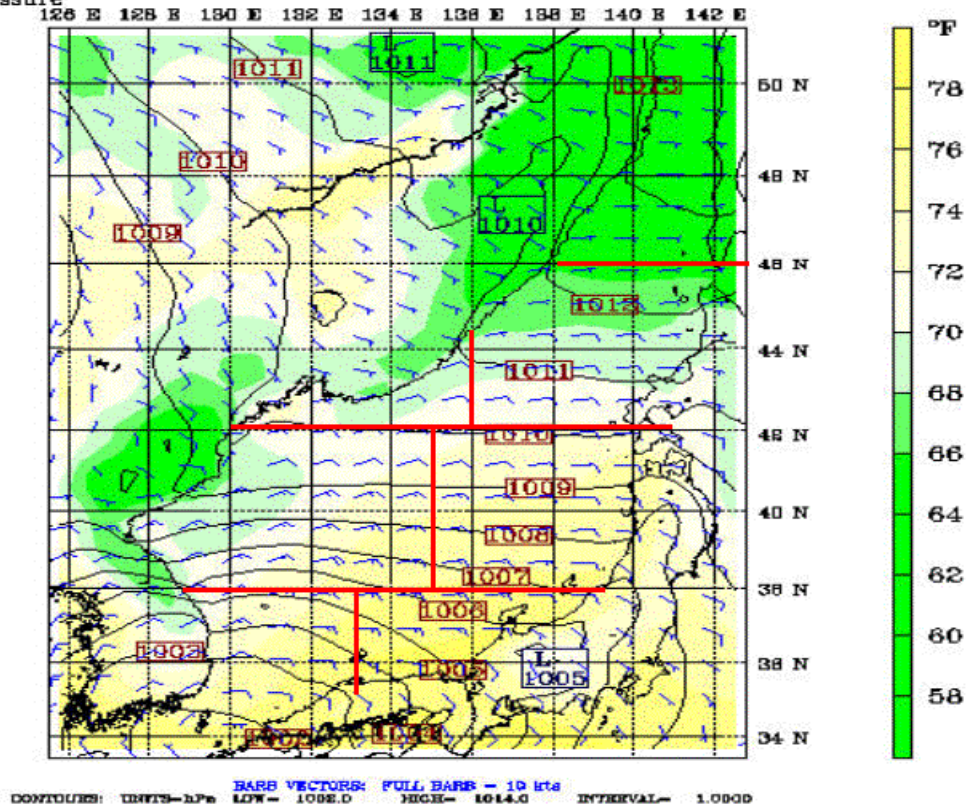 ssure
126 E 128 E 130 E 132 E 134 E 136 E 138 E 140 E 142 E
°F
L
1011
1011
1013
50 N
78
76
1010
48 N
L
1010
74
1009
46 N
72
1012
70
44 N
1011
68
42 N
1010
66
1009
40 N
64
1008
62
1007
38 N
1006
60
1003
36 N
1005
L
1005
58
34 N
BARB VECTORS: FULL BARB - 10 kts
CONTOURS: UNITS=hPa LOW= 1002.0 HIGH= 1014.0 INTERVAL= 1.0000